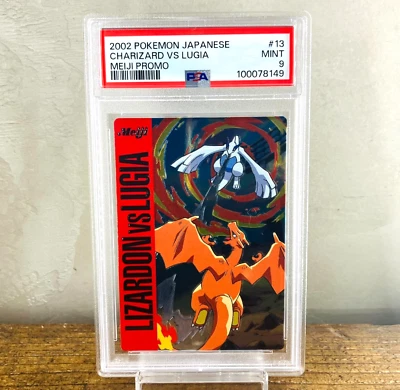 2002 POKEMON JAPANESE #13
CHARIZARD VS LUGIA MINT
MEIJI PROMO 9
PSA 100078149
Meiji
LIZARDON VS LUGIA